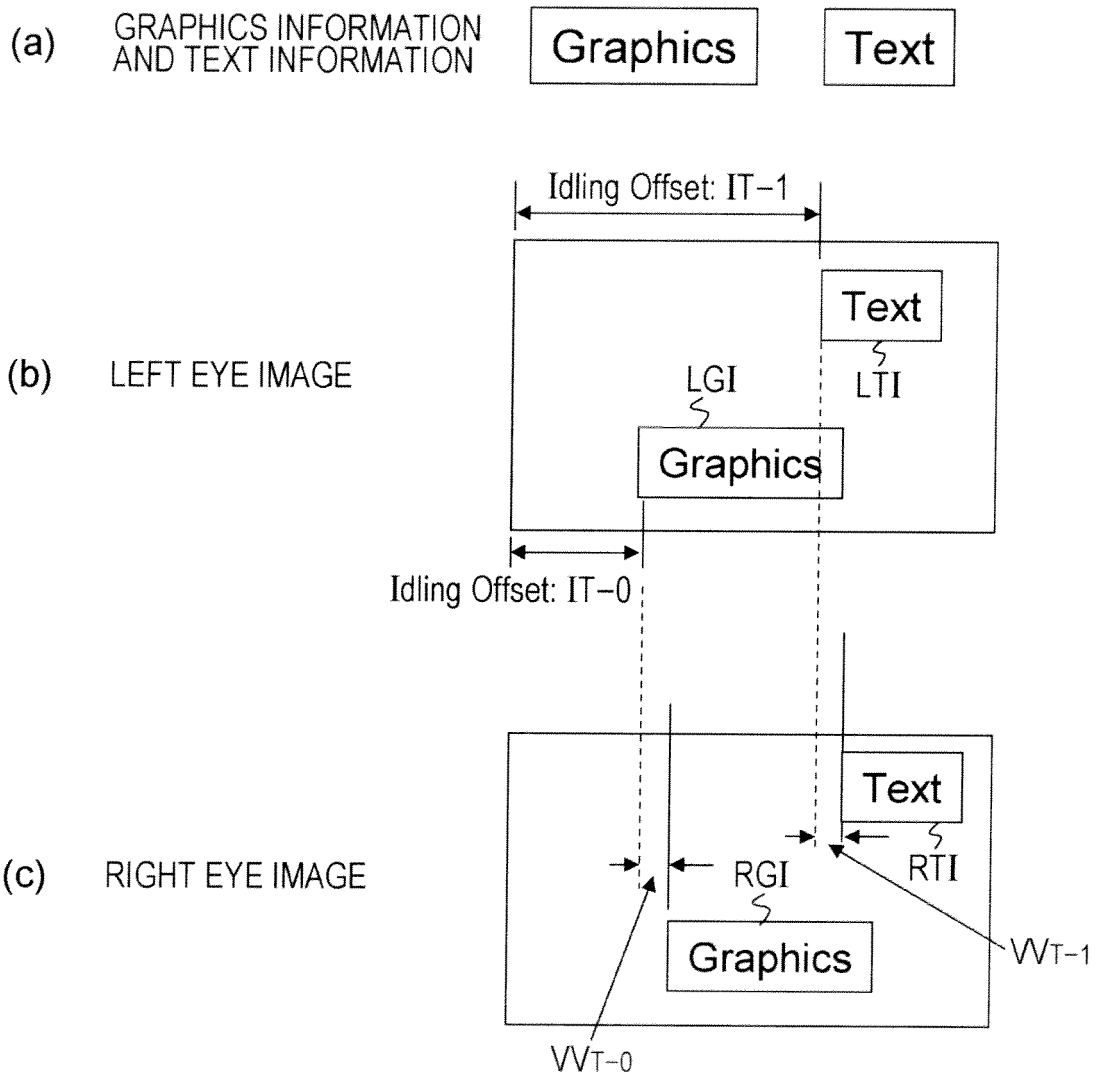 (a) GRAPHICS INFORMATION
AND TEXT INFORMATION
Graphics Text
Idling Offset: IT-1
Text
(b) LEFT EYE IMAGE
LGI
LTI
Graphics
Idling Offset: IT-0
Text
(c) RIGHT EYE IMAGE
RGI
RTI
Graphics
VVT-1
VVT-0